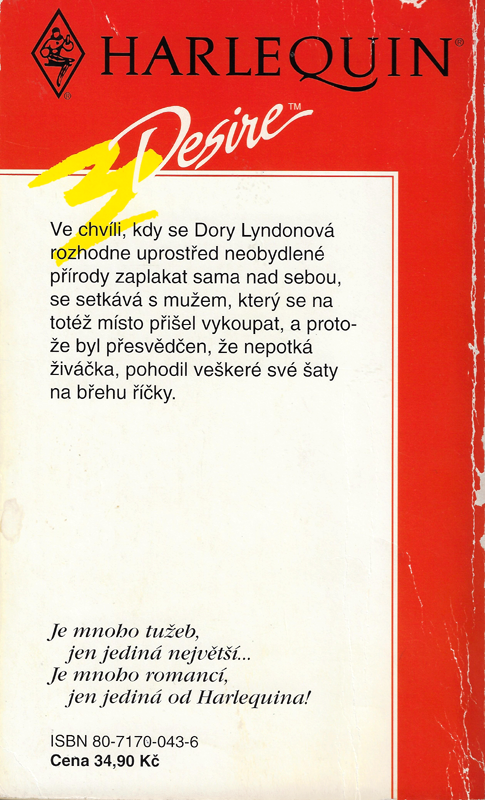 HARLEQUIN®
®
Desire™
Ve chvíli, kdy se Dory Lyndonová
rozhodne uprostřed neobydlené
přírody zaplakat sama nad sebou,
se setkává s mužem, který se na
totéž místo přišel vykoupat, a proto-
že byl přesvědčen, že nepotká
živáčka, pohodil veškeré své šaty
na břehu říčky.
Je mnoho tužeb,
jen jediná největší...
Je mnoho romancí,
jen jediná od Harlequina!
ISBN 80-7170-043-6
Cena 34,90 Kč